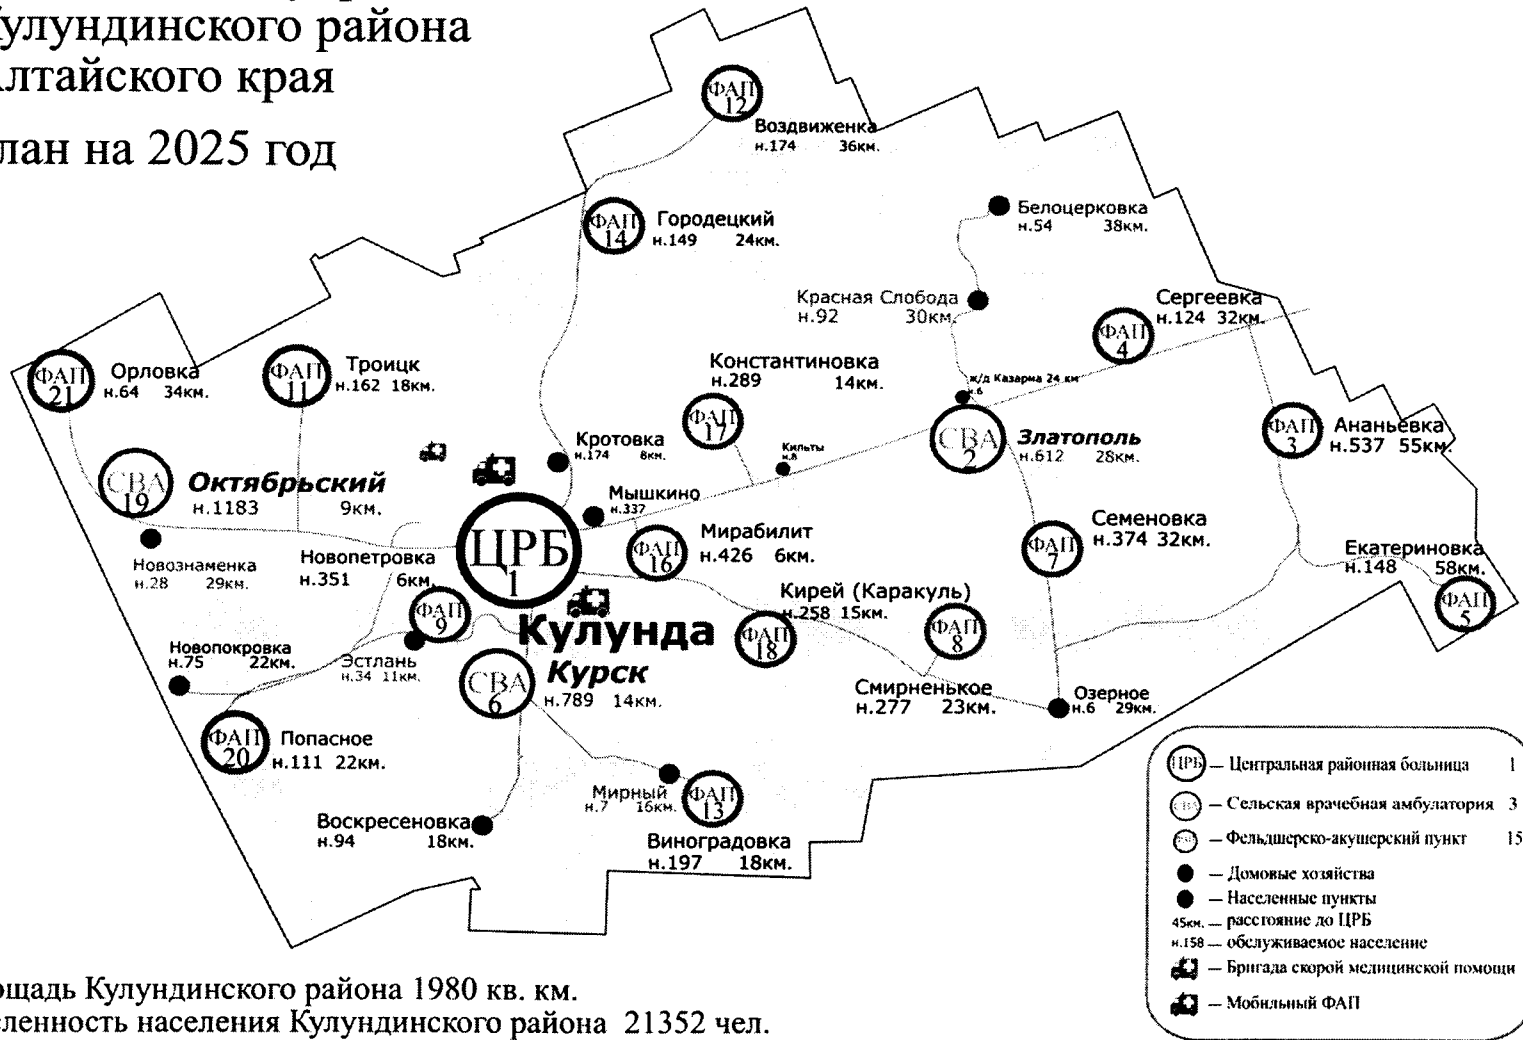 Кулундинского района
Алтайского края
план на 2025 год
ФАП
12
Воздвиженка
н.174 36км.
ФАП
14
Городецкий
н.149 24км.
Белоцерковка
н.54 38км.
Красная Слобода
н.92 30км.
Сергеевка
н.124 32км.
ФАП
4
ФАП
21
Орловка
н.64 34км.
ФАП
11
Троицк
н.162 18км.
Константиновка
н.289 14км.
ФАП
17
ж/д Казарма 24 км
н.6
СВА
2
Златополь
н.612 28км.
ФАП
3
Ананьевка
н.537 55км.
Кротовка
н.174 8км.
Кильты
н.8
СВА
19
Октябрьский
н.1183 9км.
Мышкино
н.337
ЦРБ
1
Кулунда
Мирабилит
н.426 6км.
ФАП
16
Семеновка
н.374 32км.
ФАП
7
Новознаменка
н.28 29км.
Новопетровка
н.351 6км.
ФАП
9
Екатериновка
н.148 58км.
ФАП
5
Кирей (Каракуль)
н.258 15км.
ФАП
18
ФАП
8
Смирненькое
н.277 23км.
Новопокровка
н.75 22км.
Эстлань
н.34 11км.
СВА
6
Курск
н.789 14км.
Озерное
н.6 29км.
ФАП
20
Попасное
н.111 22км.
Мирный
н.7 16км.
ФАП
13
Виноградовка
н.197 18км.
Воскресеновка
н.94 18км.
ЦРБ — Центральная районная больница 1
СВА — Сельская врачебная амбулатория 3
— Фельдшерско-акушерский пункт 15
— Домовые хозяйства
— Населенные пункты
45км. — расстояние до ЦРБ
н.158 — обслуживаемое население
— Бригада скорой медицинской помощи
— Мобильный ФАП
ощадь Кулундинского района 1980 кв. км.
сленность населения Кулундинского района 21352 чел.